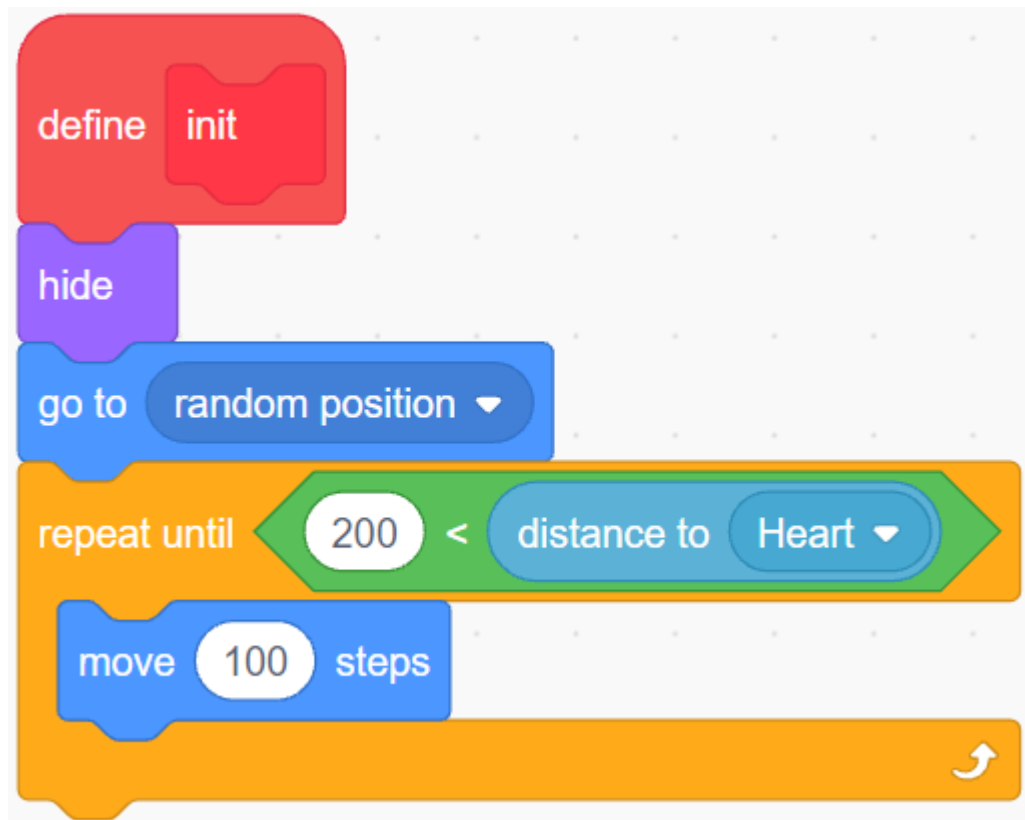 define init
hide
go to random position
repeat until 200 < distance to Heart
move 100 steps